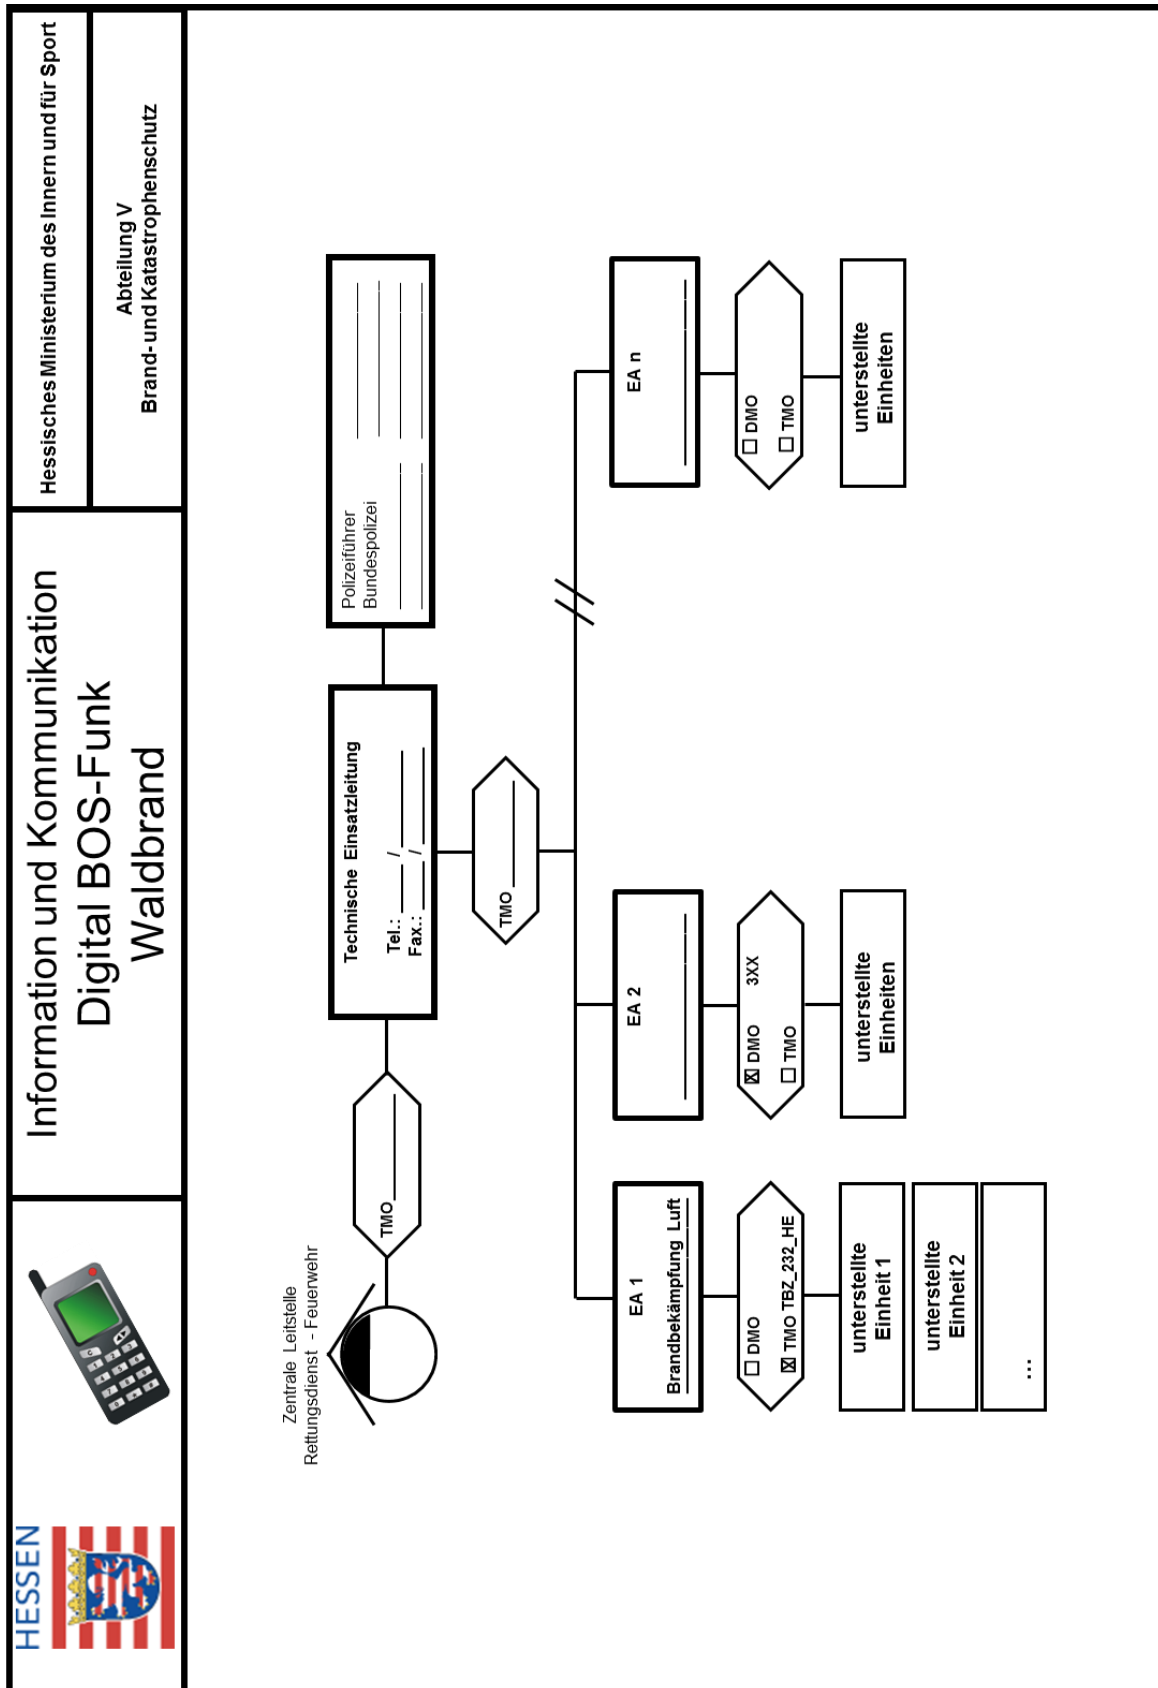 HESSEN
Information und Kommunikation
Digital BOS-Funk
Waldbrand
Hessisches Ministerium des Innern und für Sport
Abteilung V
Brand- und Katastrophenschutz
Zentrale Leitstelle
Rettungsdienst - Feuerwehr
TMO
Technische Einsatzleitung
Tel.: /
Fax.: /
Polizeiführer
Bundespolizei
TMO
EA 1
Brandbekämpfung Luft
☐ DMO
☒ TMO TBZ_232_HE
unterstellte
Einheit 1
unterstellte
Einheit 2
...
EA 2
☒ DMO 3XX
☐ TMO
unterstellte
Einheiten
EA n
☐ DMO
☐ TMO
unterstellte
Einheiten